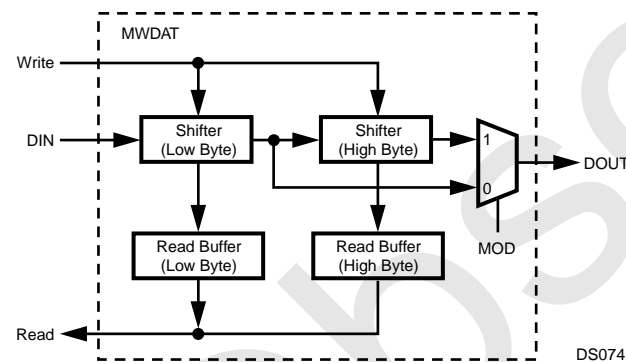 MWDAT
Write
DIN
Shifter
(Low Byte)
Shifter
(High Byte)
1
0
DOUT
MOD
Read Buffer
(Low Byte)
Read Buffer
(High Byte)
Read
DS074